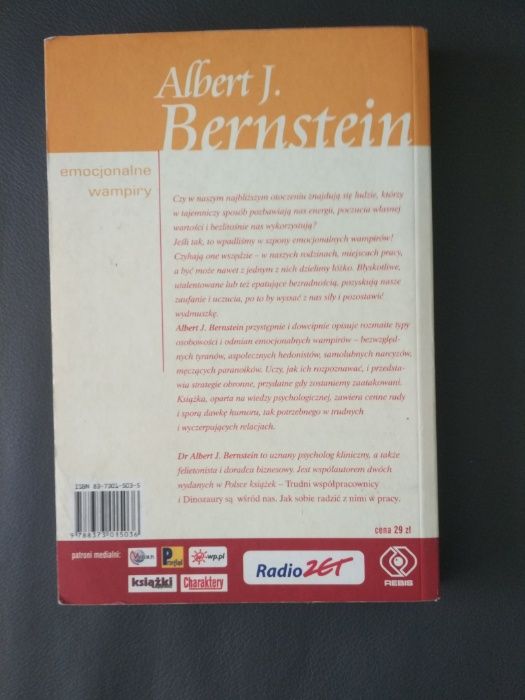 Albert J.
Bernstein
emocjonalne
wampiry
Czy w naszym najbliższym otoczeniu znajdują się ludzie, którzy
w tajemniczy sposób pozbawiają nas energii, poczucia własnej
wartości i bezlitośnie nas wykorzystują?
Jeśli tak, to wpadliśmy w szpony emocjonalnych wampirów!
Czyhają one wszędzie – w naszych rodzinach, miejscach pracy,
a być może nawet z jednym z nich dzielimy łóżko. Błyskotliwe,
utalentowane lub też epatujące bezradnością, pozyskują nasze
zaufanie i uczucia, po to by wyssać z nas siły i pozostawić
wydmuszkę.
Albert J. Bernstein przystępnie i dowcipnie opisuje rozmaite typy
osobowości i odmian emocjonalnych wampirów – bezwzględ-
nych tyranów, aspołecznych hedonistów, samolubnych narcyzów,
męczących paranoików. Uczy, jak ich rozpoznawać, i przedsta-
wia strategie obronne, przydatne gdy zostaniemy zaatakowani.
Książka, oparta na wiedzy psychologicznej, zawiera cenne rady
i sporą dawkę humoru, tak potrzebnego w trudnych
i wyczerpujących relacjach.
Dr Albert J. Bernstein to uznany psycholog kliniczny, a także
felietonista i doradca biznesowy. Jest współautorem dwóch
wydanych w Polsce książek – Trudni współpracownicy
i Dinozaury są wśród nas. Jak sobie radzić z nimi w pracy.
ISBN 83-7301-503-5
9 788373 015036
cena 29 zł
patroni medialni:
wp.pl
książki
Charaktery
Radio ZET
REBIS